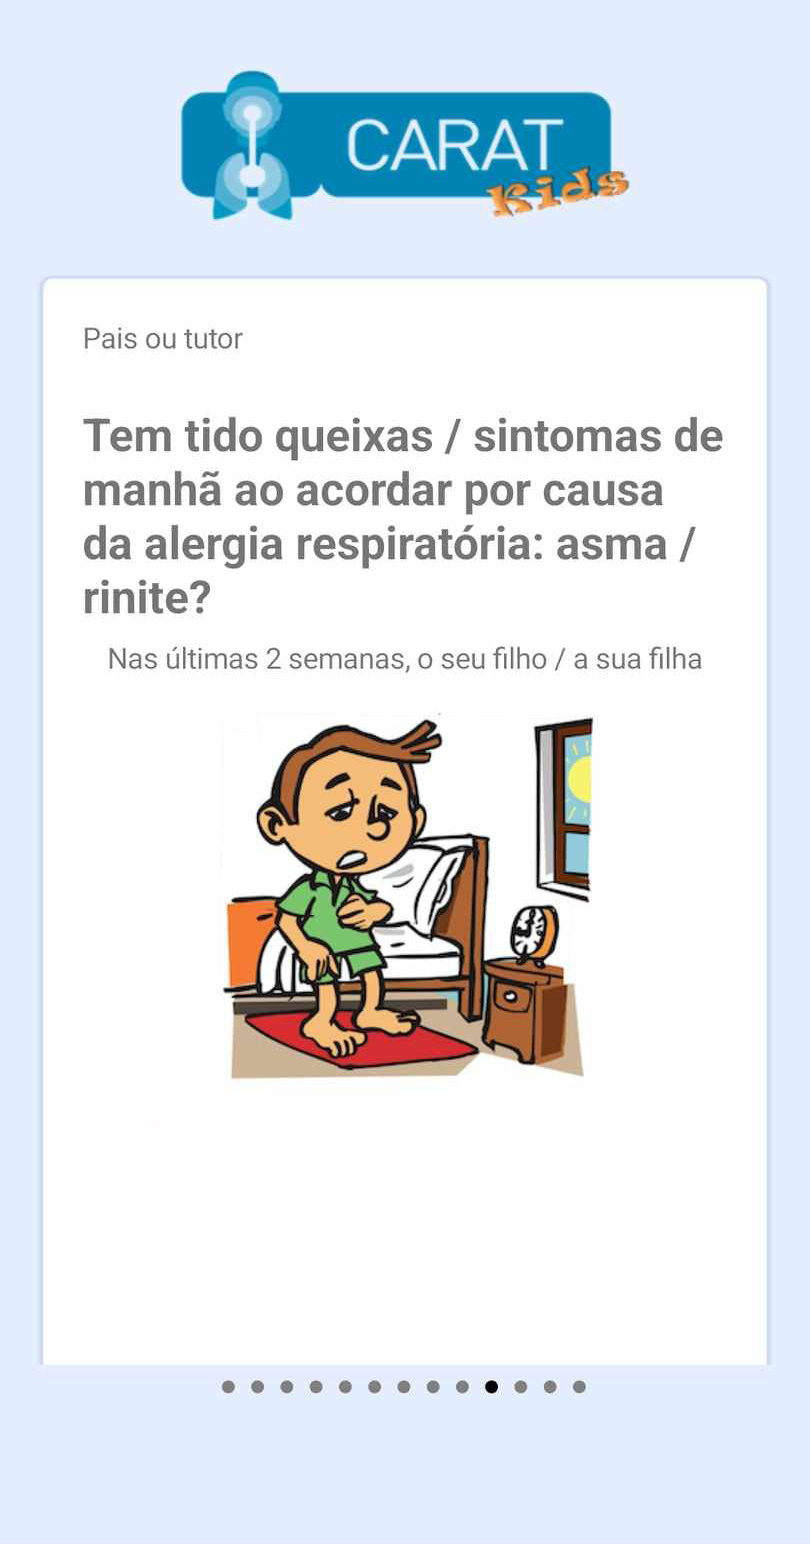 CARAT
Kids
Pais ou tutor
Tem tido queixas / sintomas de
manhã ao acordar por causa
da alergia respiratória: asma /
rinite?
Nas últimas 2 semanas, o seu filho / a sua filha